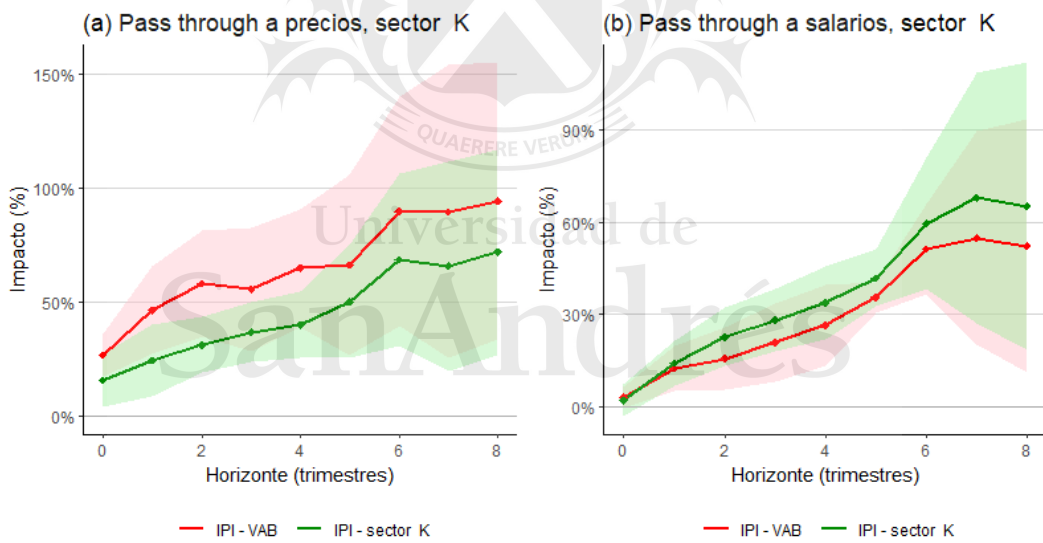 (a) Pass through a precios, sector K
150%
100%
50%
0%
Impacto (%)
0 2 4 6 8
Horizonte (trimestres)
IPI - VAB IPI - sector K
(b) Pass through a salarios, sector K
90%
60%
30%
0%
Impacto (%)
0 2 4 6 8
Horizonte (trimestres)
IPI - VAB IPI - sector K
QUAERERE VERUM
Universidad de
SanAndrés